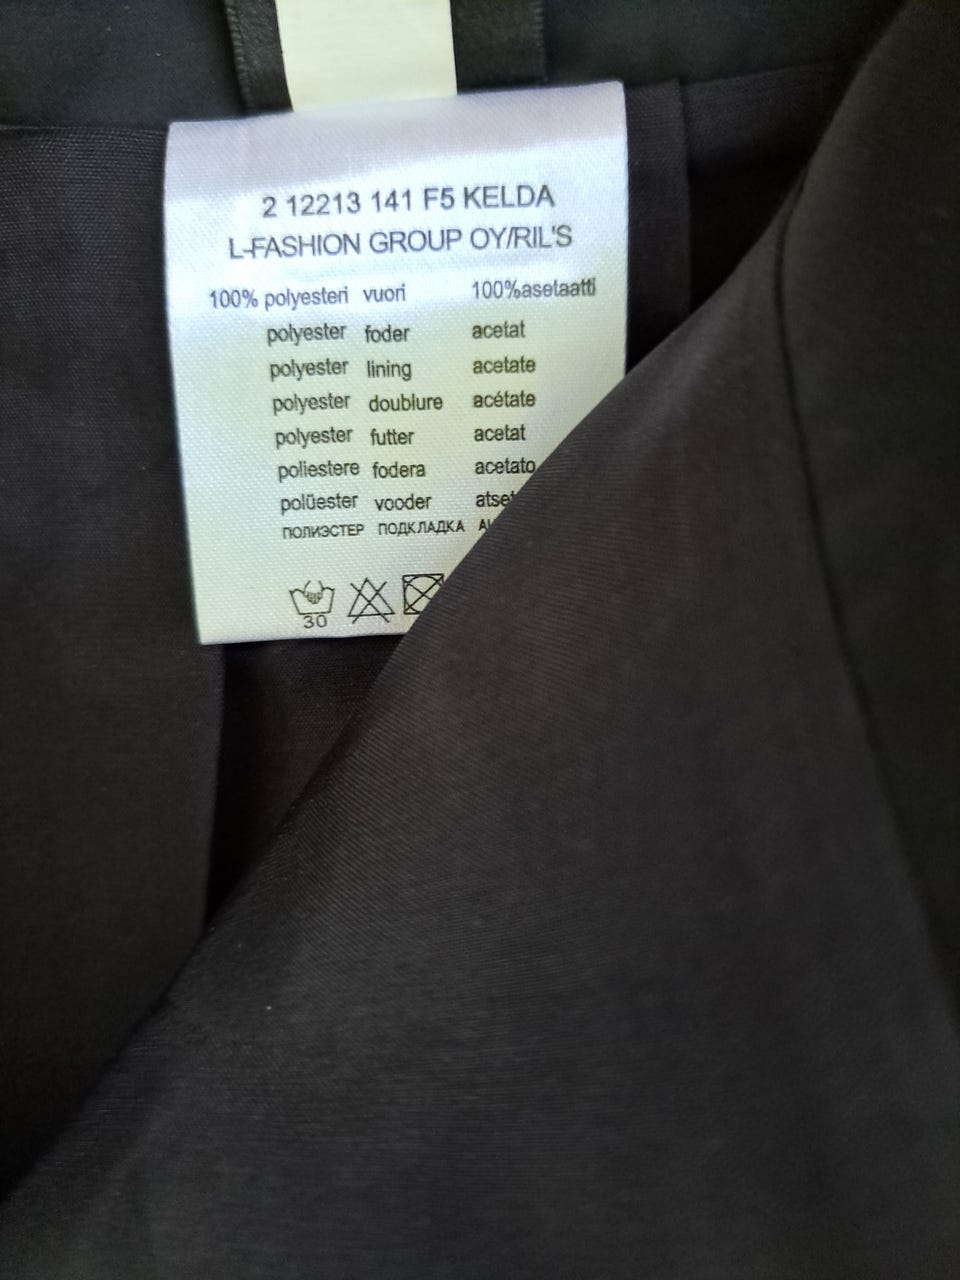 2 12213 141 F5 KELDA
L-FASHION GROUP OY/RIL'S
100% polyesteri vuori 100%asetaatti
polyester foder acetat
polyester lining acetate
polyester doublure acétate
polyester futter acetat
poliestere fodera acetato
polüester vooder
ПОЛИЭСТЕР ПОДКЛАДКА
30